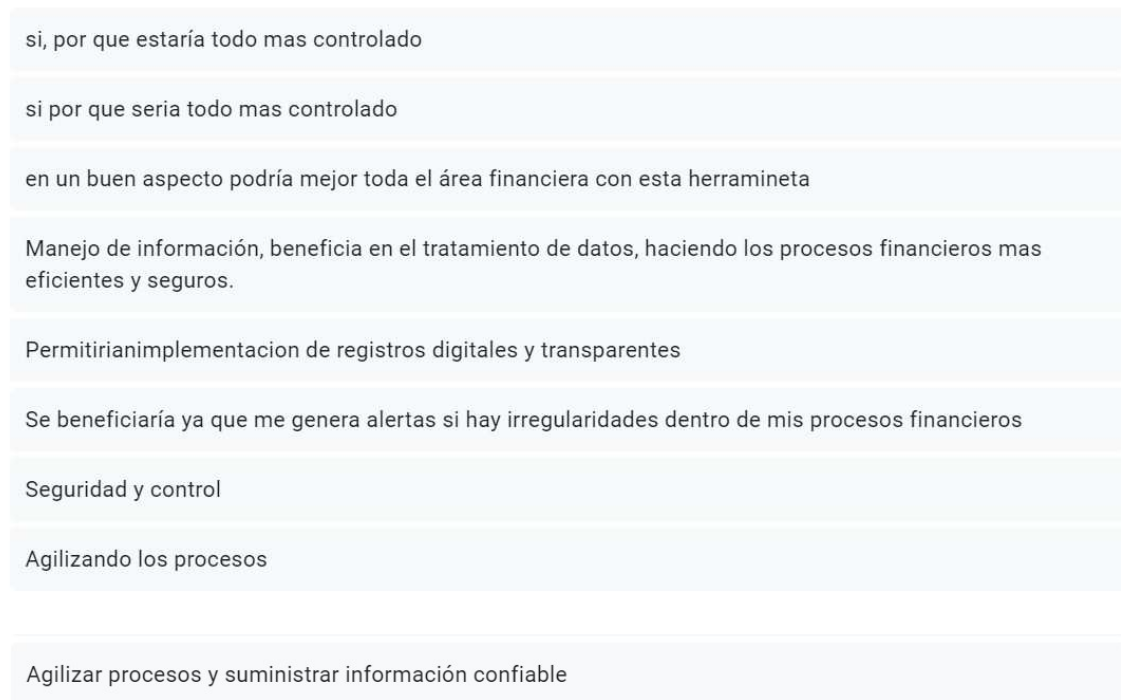 si, por que estaría todo mas controlado
si por que seria todo mas controlado
en un buen aspecto podría mejor toda el área financiera con esta herramineta
Manejo de información, beneficia en el tratamiento de datos, haciendo los procesos financieros mas
eficientes y seguros.
Permitirianimplementacion de registros digitales y transparentes
Se beneficiaría ya que me genera alertas si hay irregularidades dentro de mis procesos financieros
Seguridad y control
Agilizando los procesos
Agilizar procesos y suministrar información confiable